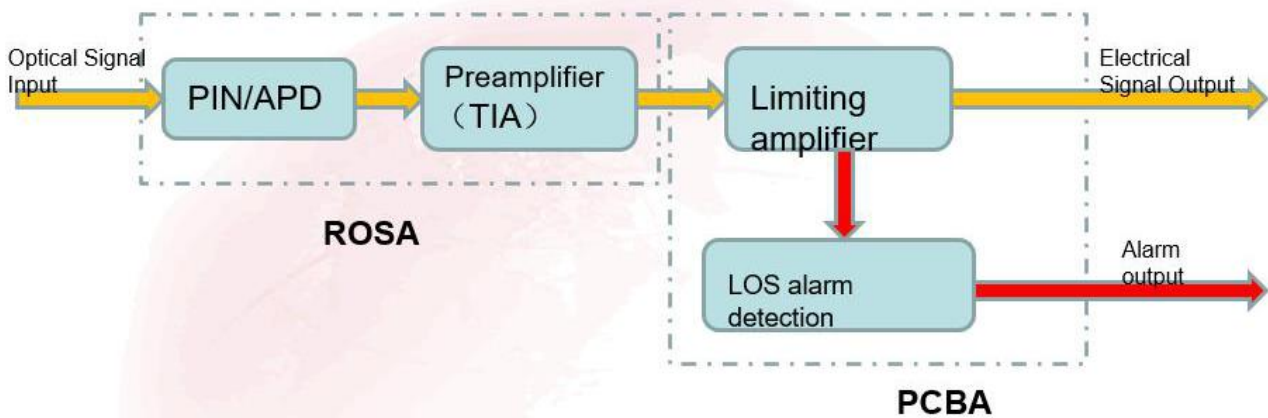 Optical Signal
Input
PIN/APD
Preamplifier
（TIA）
Limiting
amplifier
Electrical
Signal Output
ROSA
LOS alarm
detection
Alarm
output
PCBA